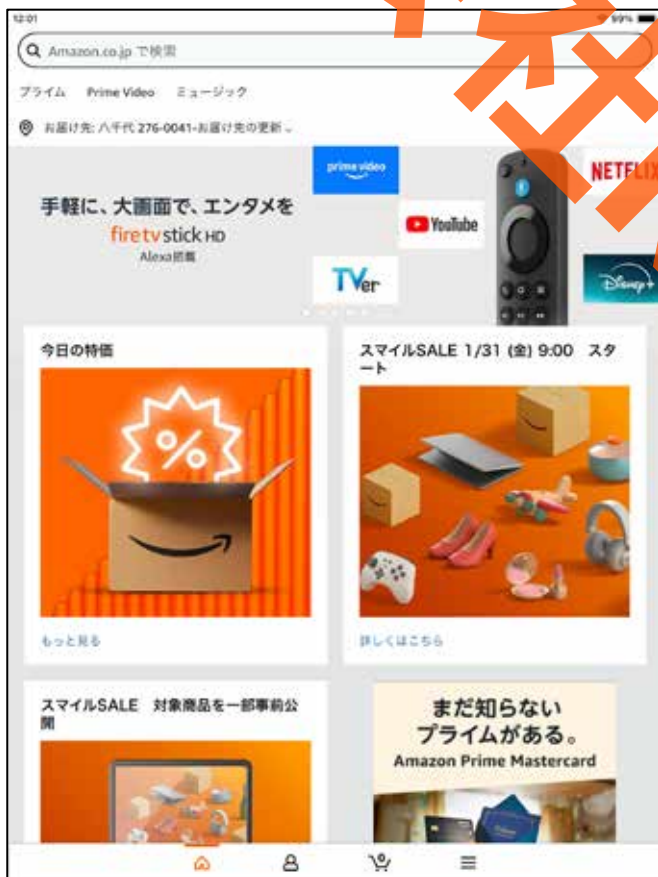 12:01
99%
Amazon.co.jp で検索
プライム Prime Video ミュージック
お届け先: 八千代 276-0041-お届け先の更新
prime video
NETFLIX
手軽に、大画面で、エンタメを
fire tv stick HD
Alexa搭載
YouTube
TVer
Disney+
今日の特価
%
もっと見る
スマイルSALE 1/31 (金) 9:00 スタ
ート
詳しくはこちら
スマイルSALE 対象商品を一部事前公
開
まだ知らない
プライムがある。
Amazon Prime Mastercard
0
社